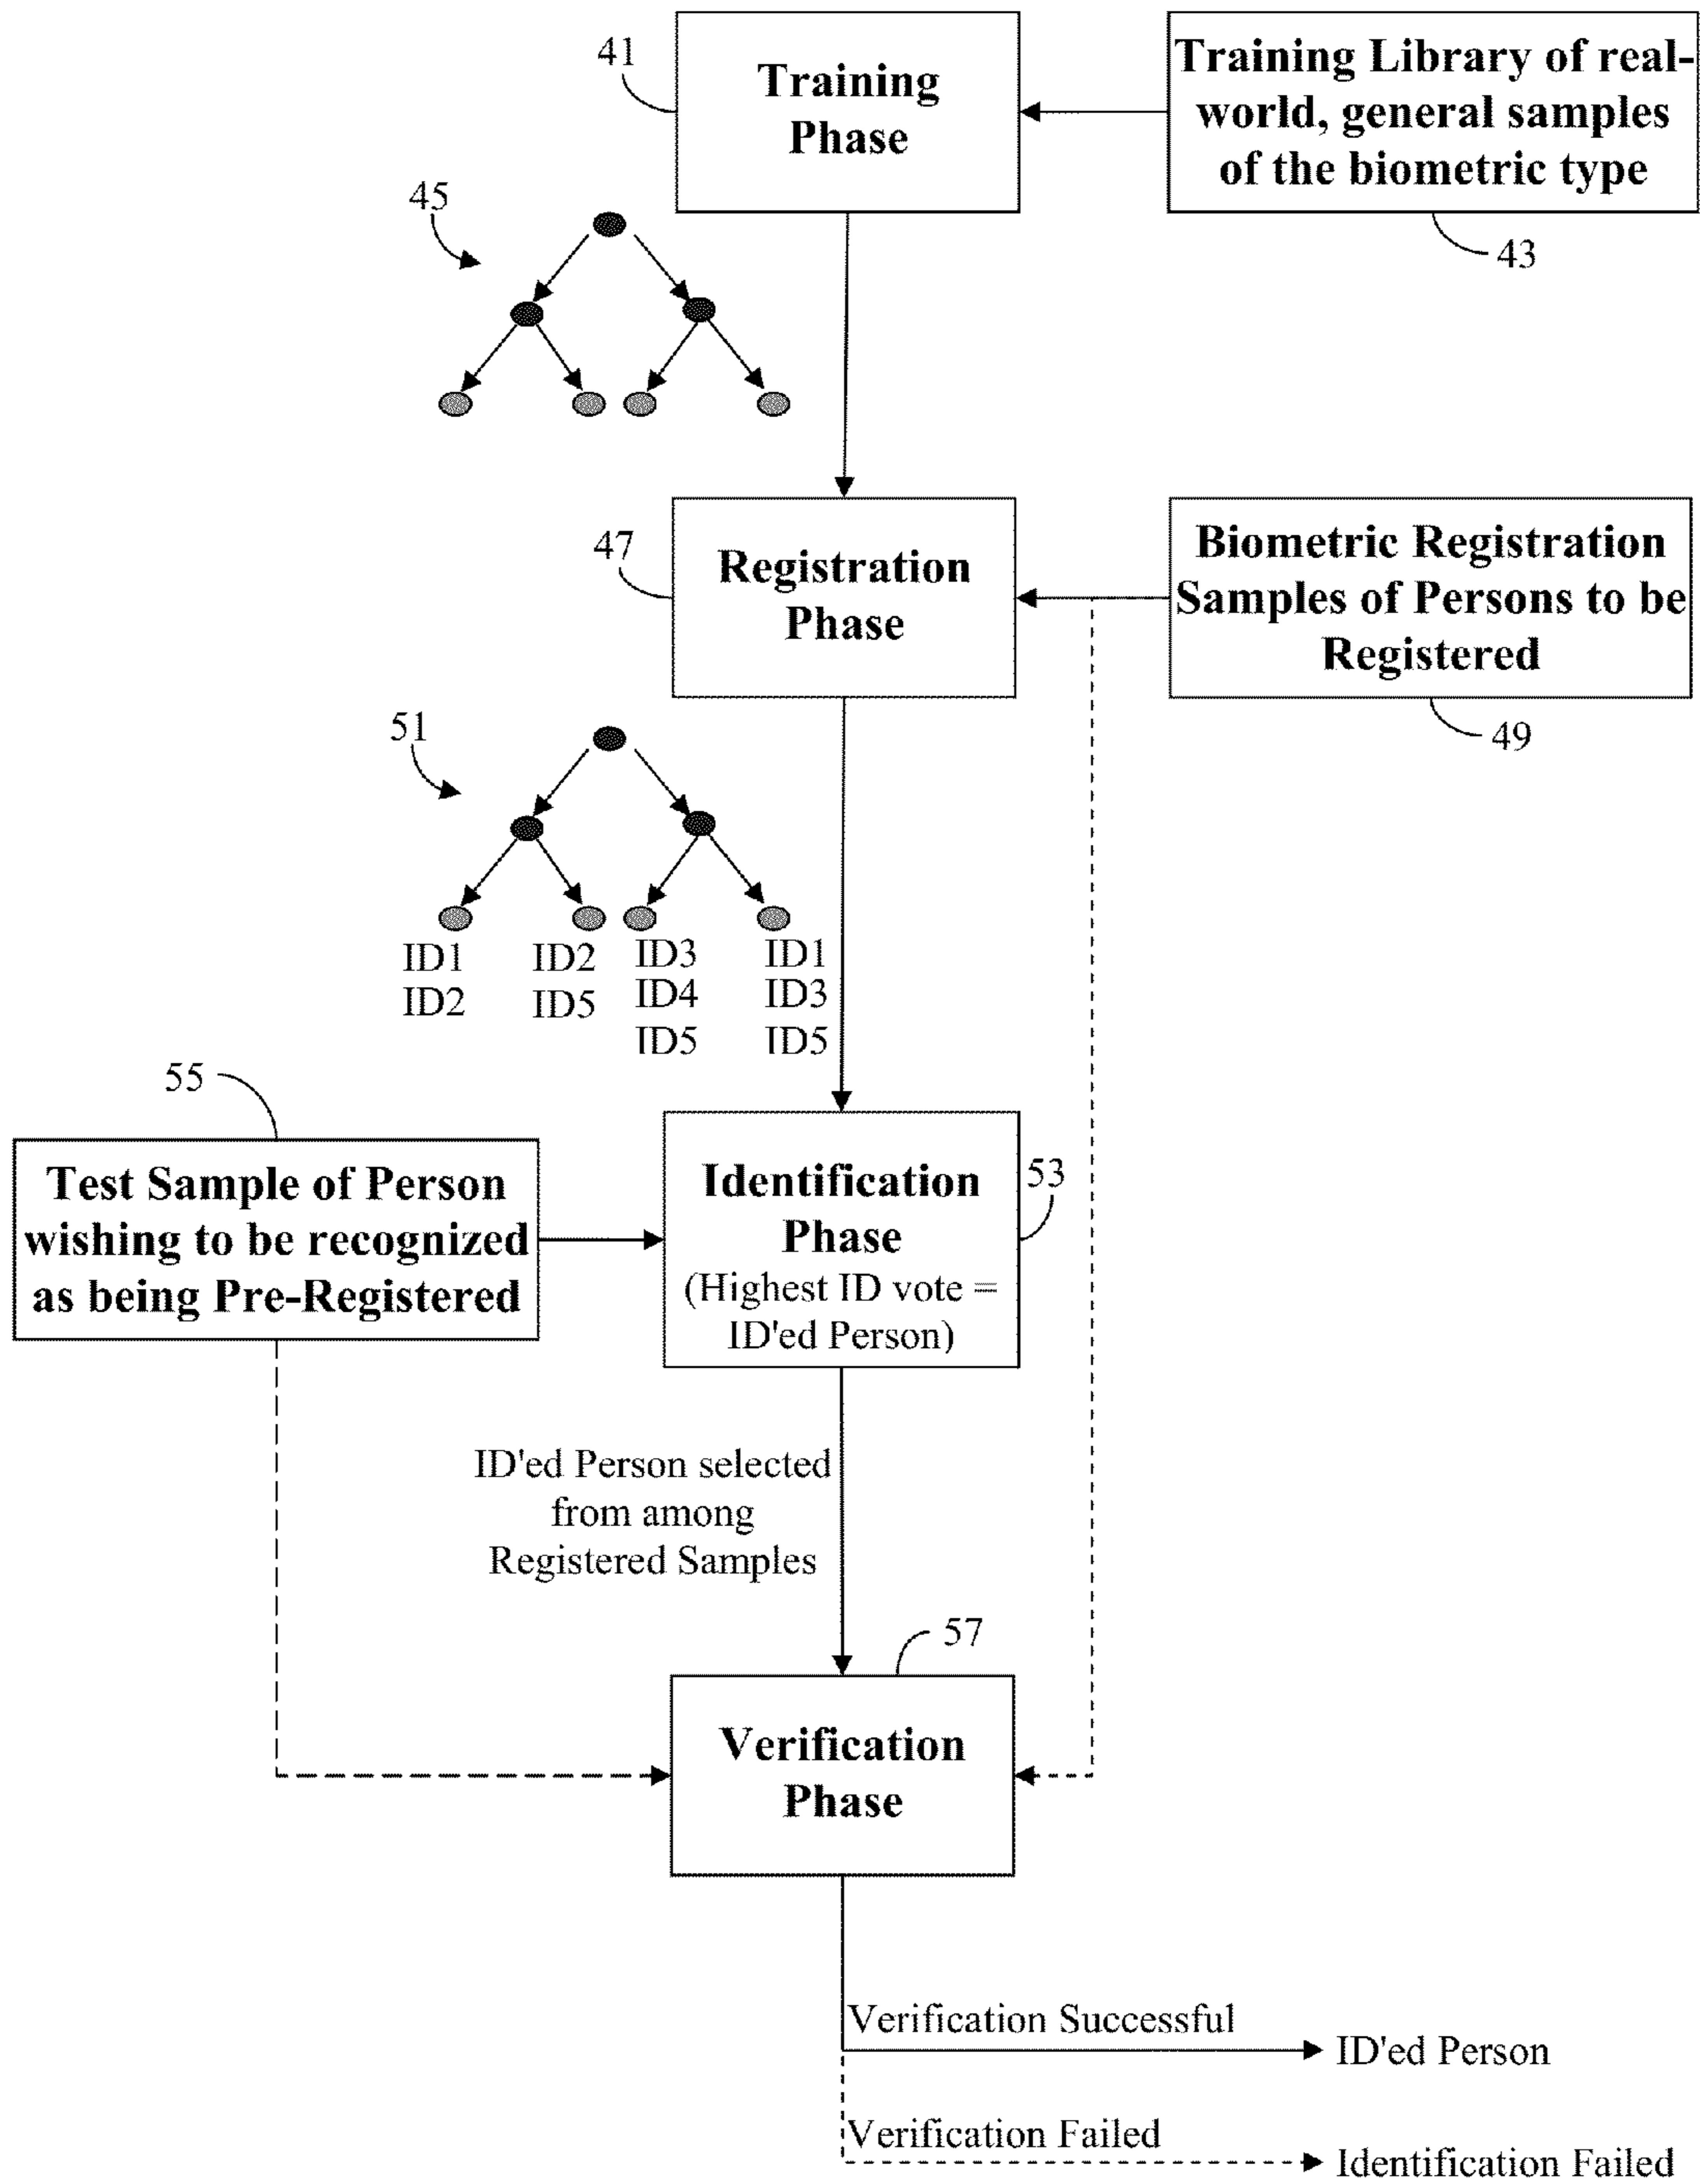 41
Training
Phase
Training Library of real-
world, general samples
of the biometric type
43
45
47
Registration
Phase
Biometric Registration
Samples of Persons to be
Registered
49
51
ID1
ID2
ID2
ID5
ID3
ID4
ID5
ID1
ID3
ID5
55
Test Sample of Person
wishing to be recognized
as being Pre-Registered
Identification
Phase
(Highest ID vote =
ID'ed Person)
53
ID'ed Person selected
from among
Registered Samples
57
Verification
Phase
Verification Successful
ID'ed Person
Verification Failed
Identification Failed